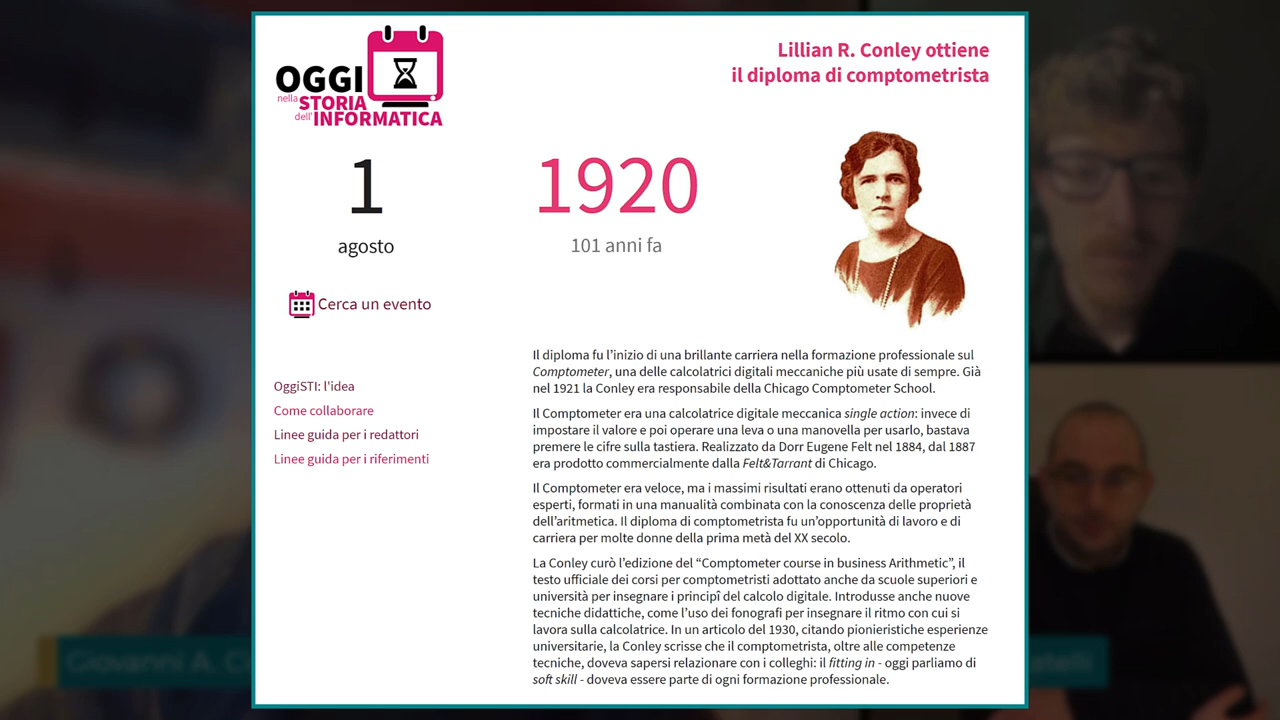 OGGI
nella STORIA
dell'INFORMATICA
Lillian R. Conley ottiene
il diploma di comptometrista
1
agosto
1920
101 anni fa
Cerca un evento
OggiSTI: l'idea
Come collaborare
Linee guida per i redattori
Linee guida per i riferimenti
Il diploma fu l'inizio di una brillante carriera nella formazione professionale sul
Comptometer, una delle calcolatrici digitali meccaniche più usate di sempre. Già
nel 1921 la Conley era responsabile della Chicago Comptometer School.
Il Comptometer era una calcolatrice digitale meccanica single action: invece di
impostare il valore e poi operare una leva o una manovella per usarlo, bastava
premere le cifre sulla tastiera. Realizzato da Dorr Eugene Felt nel 1884, dal 1887
era prodotto commercialmente dalla Felt&Tarrant di Chicago.
Il Comptometer era veloce, ma i massimi risultati erano ottenuti da operatori
esperti, formati in una manualità combinata con la conoscenza delle proprietà
dell'aritmetica. Il diploma di comptometrista fu un'opportunità di lavoro e di
carriera per molte donne della prima metà del XX secolo.
La Conley curò l'edizione del “Comptometer course in business Arithmetic”, il
testo ufficiale dei corsi per comptometristi adottato anche da scuole superiori e
università per insegnare i principî del calcolo digitale. Introdusse anche nuove
tecniche didattiche, come l'uso dei fonografi per insegnare il ritmo con cui si
lavora sulla calcolatrice. In un articolo del 1930, citando pionieristiche esperienze
universitarie, la Conley scrisse che il comptometrista, oltre alle competenze
tecniche, doveva sapersi relazionare con i colleghi: il fitting in - oggi parliamo di
soft skill - doveva essere parte di ogni formazione professionale.
Giovanni A.